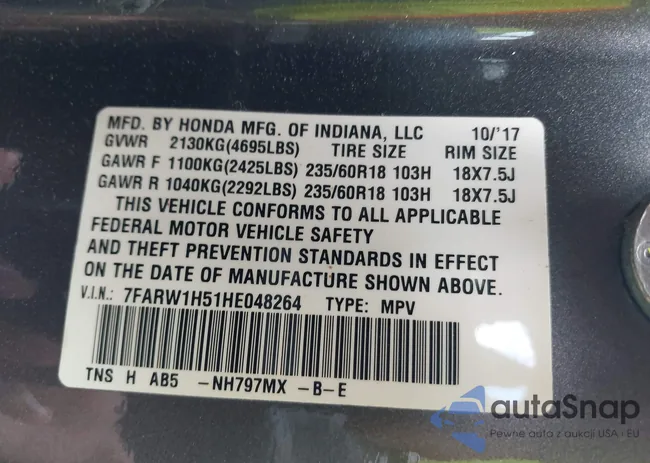 MFD. BY HONDA MFG. OF INDIANA, LLC 10/'17
GVWR 2130KG(4695LBS) TIRE SIZE RIM SIZE
GAWR F 1100KG(2425LBS) 235/60R18 103H 18X7.5J
GAWR R 1040KG(2292LBS) 235/60R18 103H 18X7.5J
THIS VEHICLE CONFORMS TO ALL APPLICABLE
FEDERAL MOTOR VEHICLE SAFETY
AND THEFT PREVENTION STANDARDS IN EFFECT
ON THE DATE OF MANUFACTURE SHOWN ABOVE.
V.I.N.: 7FARW1H51HE048264 TYPE: MPV
TNS H AB5 -NH797MX -B-E
autaSnap
Pewne auta z aukcji USA i EU